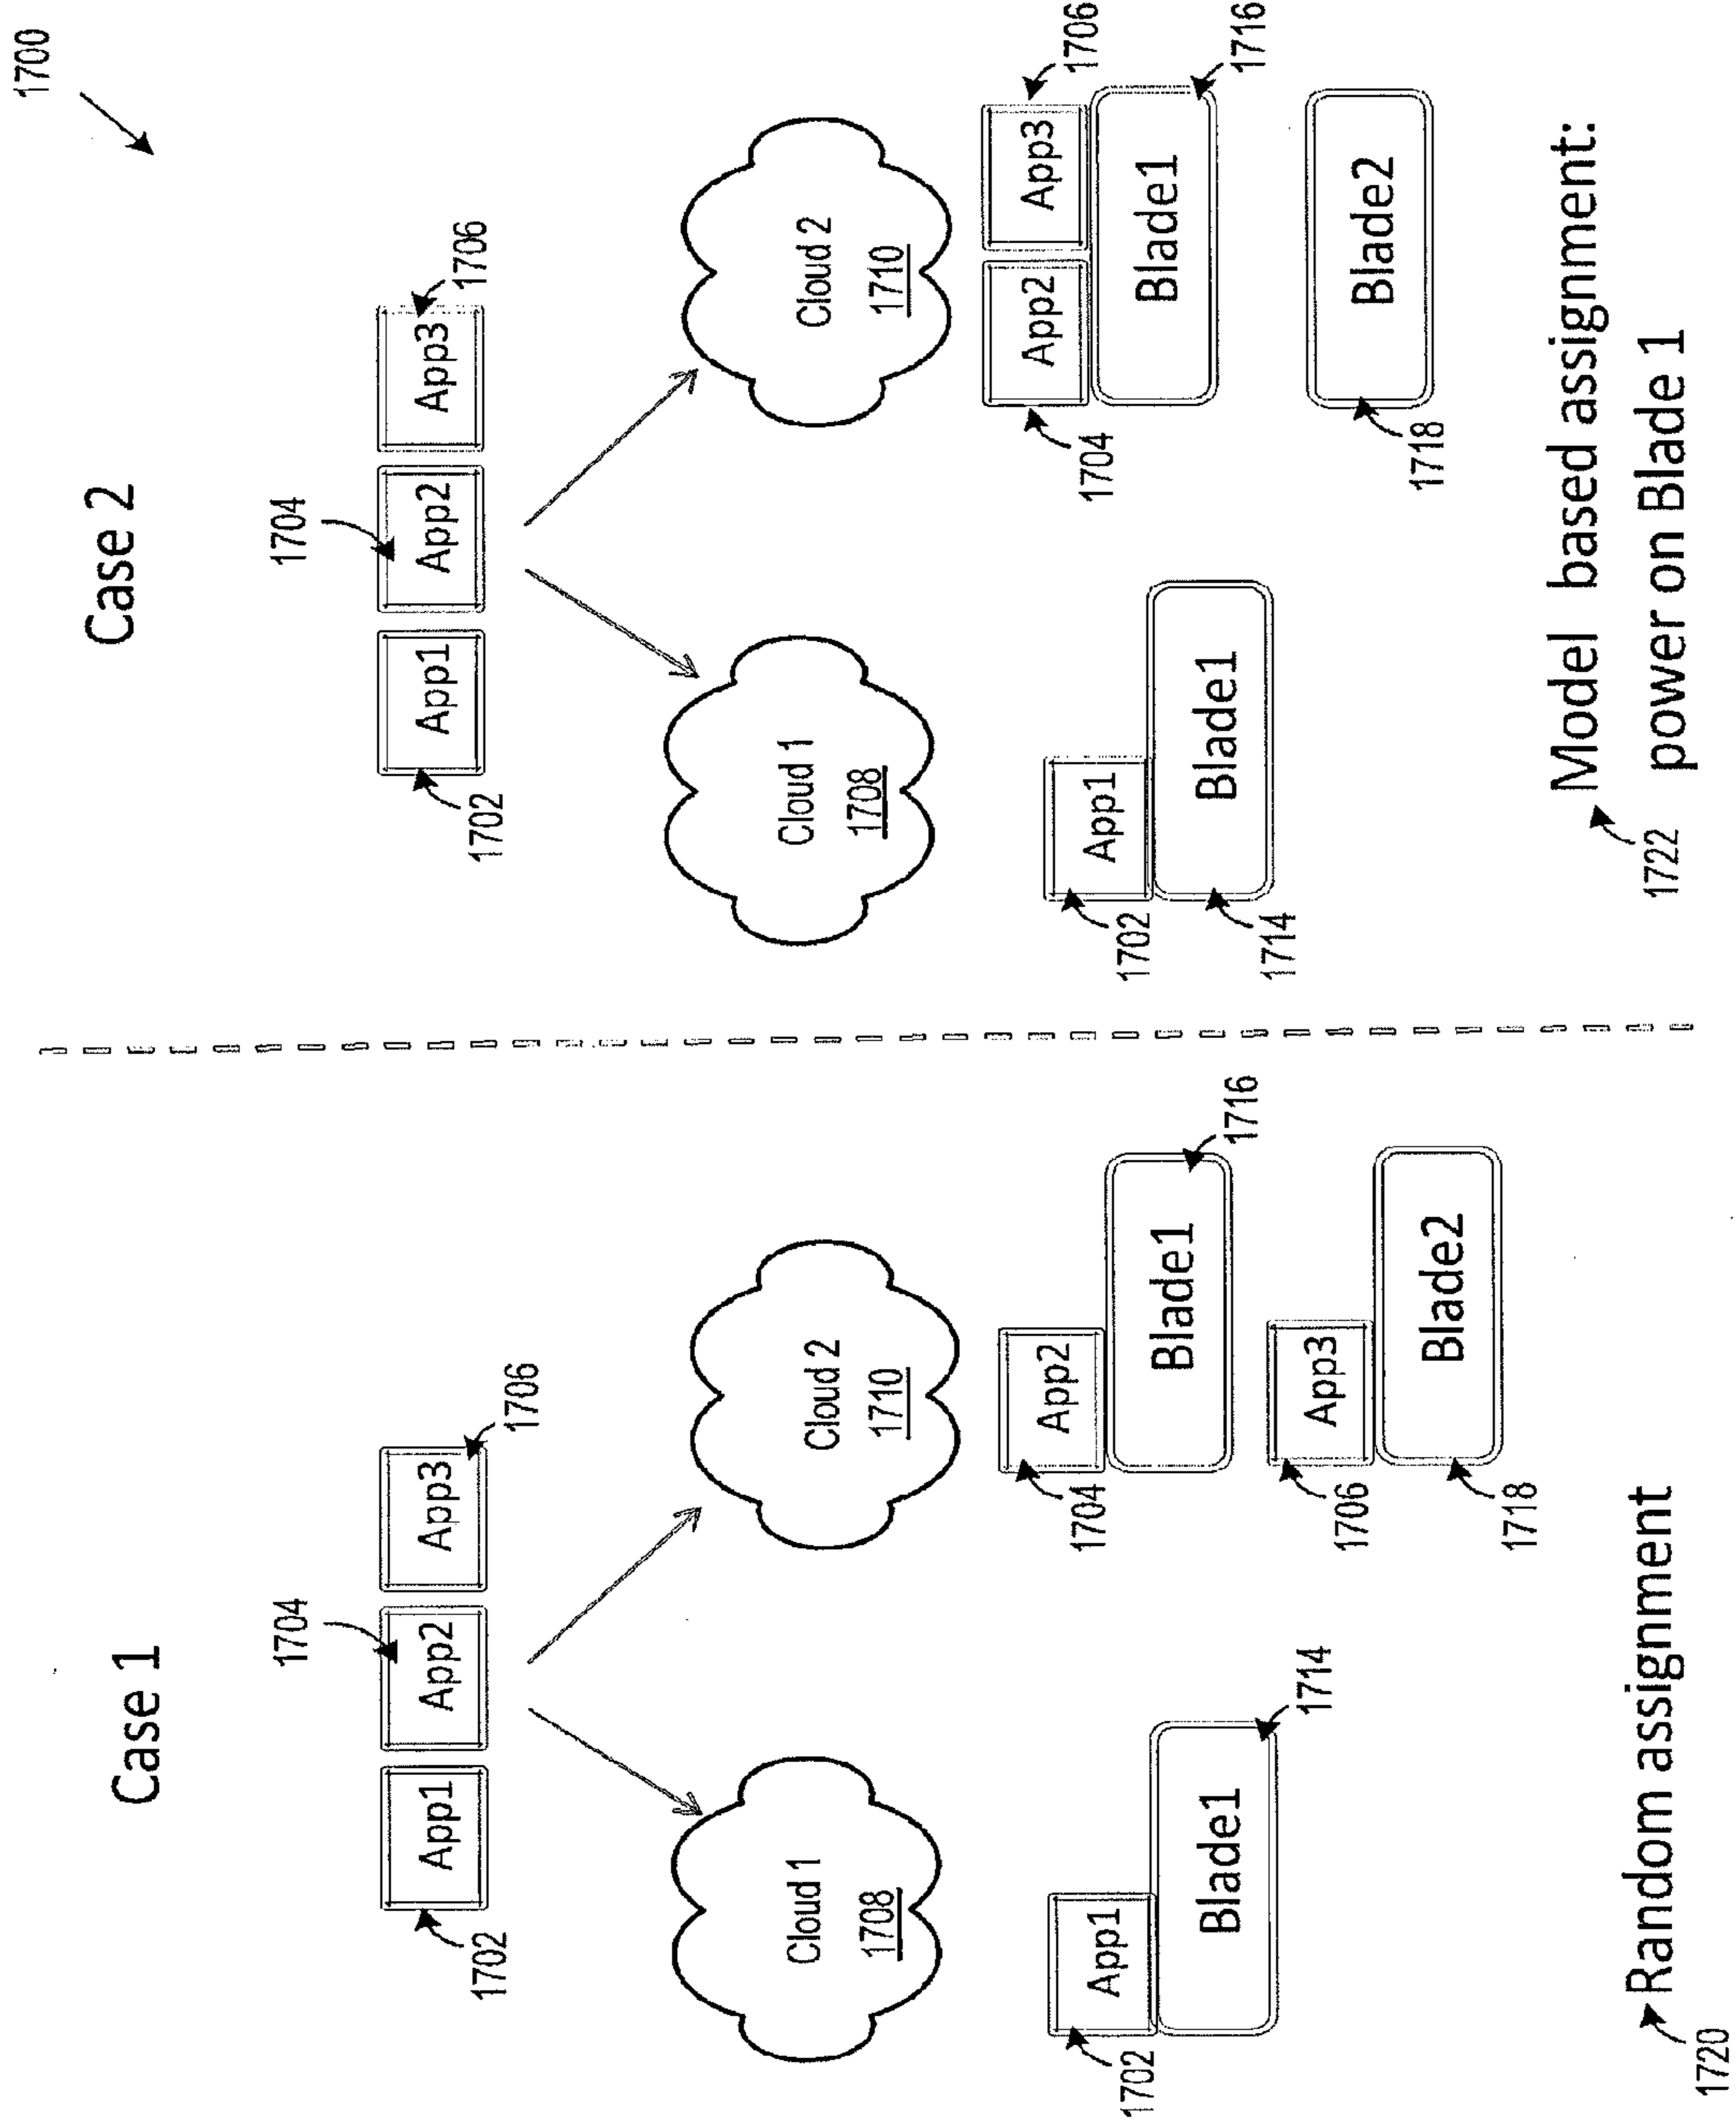 1700
Case 1
1704
1706
App1
App2
App3
1702
Cloud 1
1708
Cloud 2
1710
1702
App1
Blade1
1714
1704
App2
Blade1
1716
1706
App3
Blade2
1718
1720
Random assignment
Case 2
1704
1706
App1
App2
App3
1702
Cloud 1
1708
Cloud 2
1710
1702
App1
Blade1
1714
App2
App3
1706
1704
Blade1
1716
Blade2
1718
1722
Model based assignment:
power on Blade 1